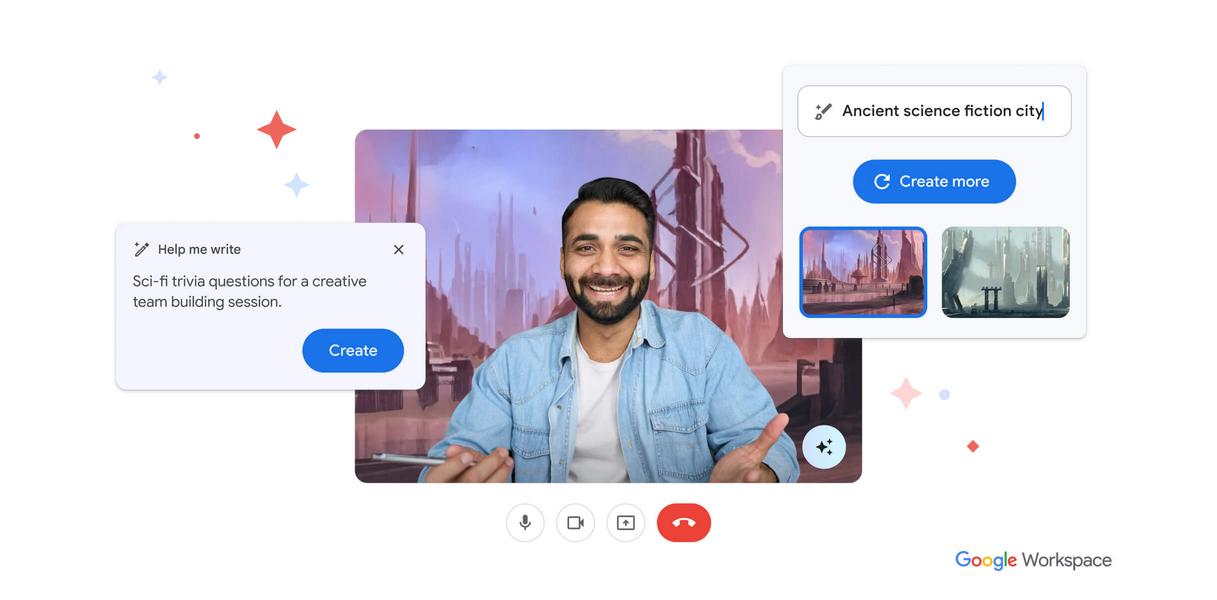 Ancient science fiction city
Create more
Help me write
Sci-fi trivia questions for a creative
team building session.
Create
Google Workspace